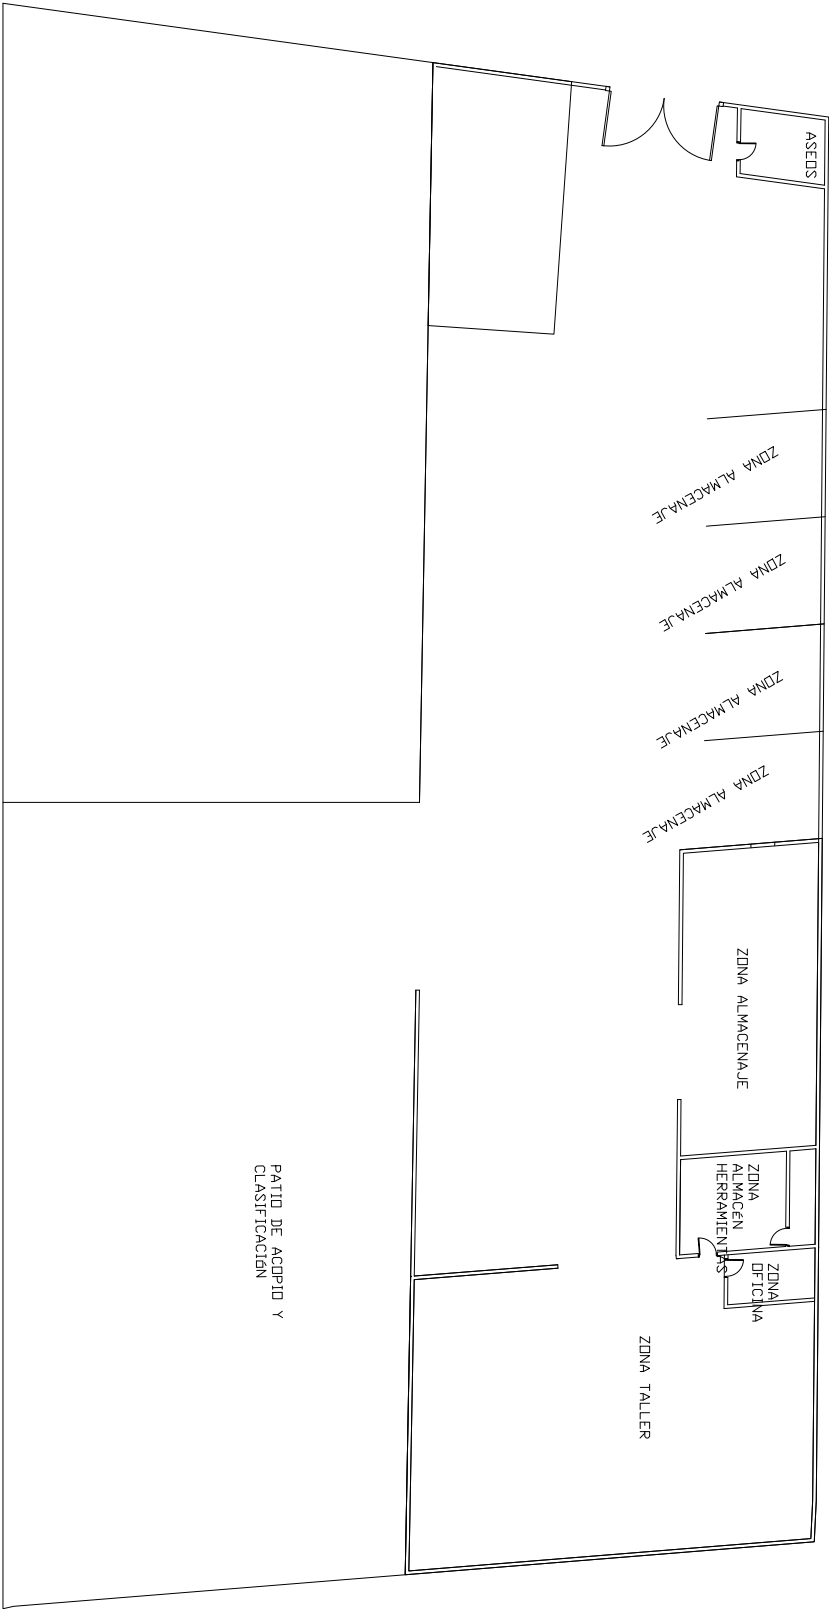 ASEOS
ZONA ALMACENAJE
ZONA ALMACENAJE
ZONA ALMACENAJE
ZONA ALMACENAJE
ZONA ALMACENAJE
ZONA
ALMACéN
HERRAMIENTAS
ZONA
OFICINA
PATIO DE ACOPIO Y
CLASIFICACIóN
ZONA TALLER